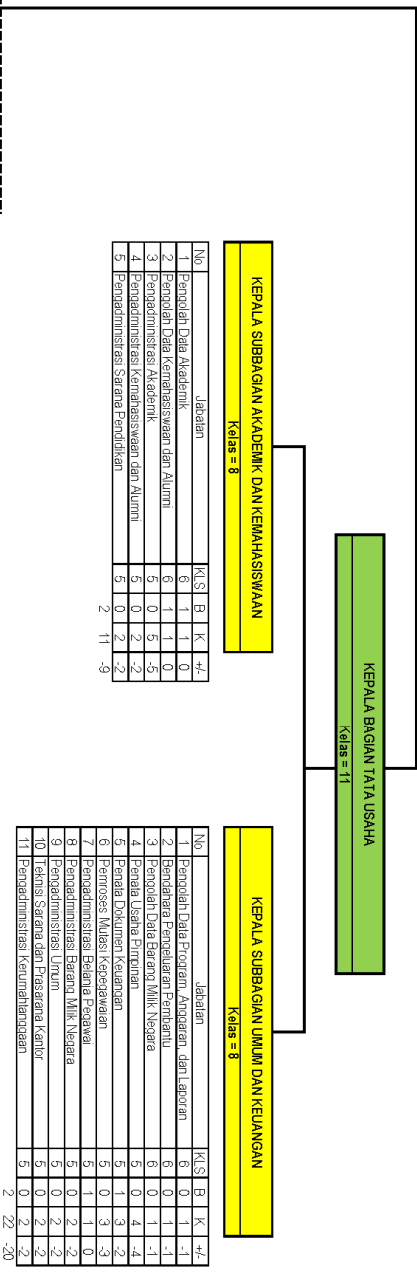 KEPALA BAGIAN TATA USAHA
Kelas = 11
KEPALA SUBBAGIAN AKADEMIK DAN KEMAHASISWAAN
Kelas = 8
No Jabatan KLS B K +/-
1 Pengolah Data Akademik 6 1 1 0
2 Pengolah Data Kemahasiswaan dan Alumni 6 1 1 0
3 Pengadministrasi Akademik 5 0 5 -5
4 Pengadministrasi Kemahasiswaan dan Alumni 5 0 2 -2
5 Pengadministrasi Sarana Pendidikan 5 0 2 -2
2 11 -9
KEPALA SUBBAGIAN UMUM DAN KEUANGAN
Kelas = 8
No Jabatan KLS B K +/-
1 Pengolah Data Program, Anggaran, dan Laporan 6 0 1 -1
2 Bendahara Pengeluaran Pembantu 6 0 1 -1
3 Pengolah Data Barang Milik Negara 6 0 1 -1
4 Penata Usaha Pimpinan 5 0 4 -4
5 Penata Dokumen Keuangan 5 1 3 -2
6 Pemroses Mutasi Kepegawaian 5 0 3 -3
7 Pengadministrasi Belanja Pegawai 5 1 1 0
8 Pengadministrasi Barang Milik Negara 5 0 2 -2
9 Pengadministrasi Umum 5 0 2 -2
10 Teknisi Sarana dan Prasarana Kantor 5 0 2 -2
11 Pengadministrasi Kerumahtanggaan 5 0 2 -2
2 22 -20